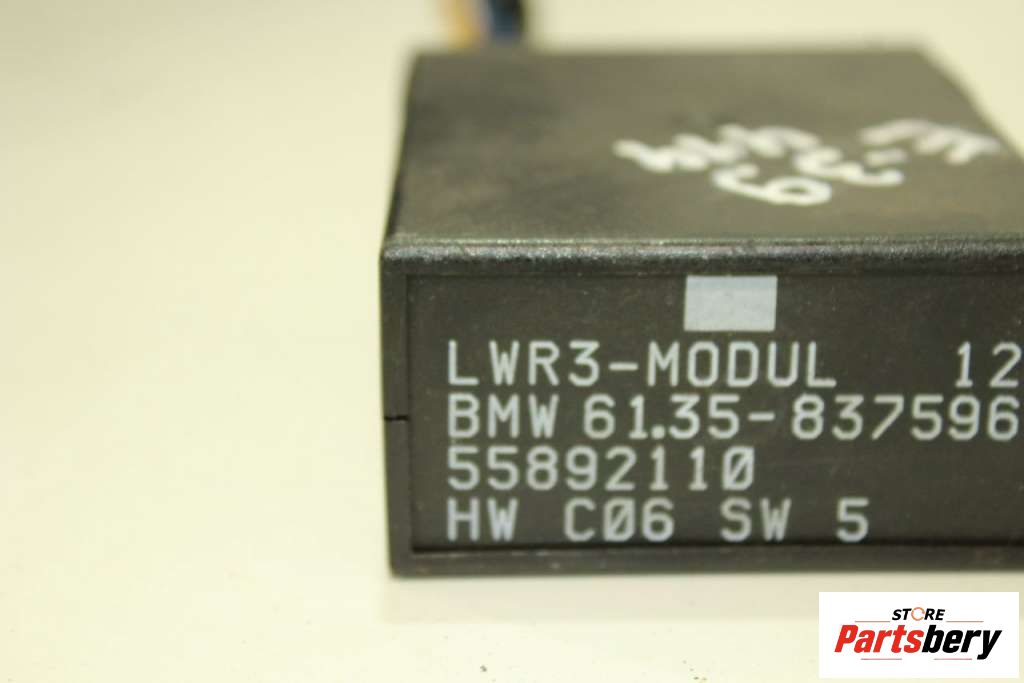 LWR3-MODUL 12
BMW 61.35-837596
55892110
HW C06 SW 5
STORE
Partsbery